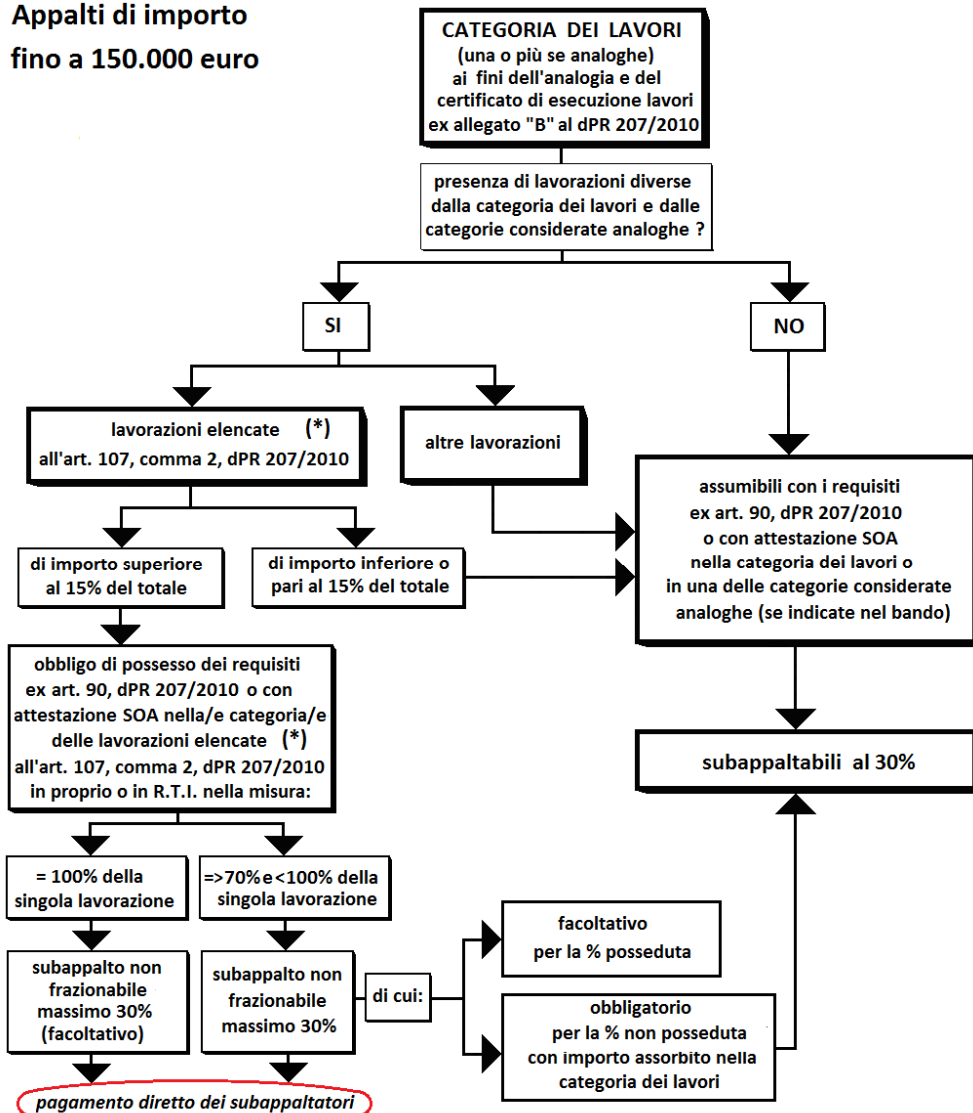 Appalti di importo
fino a 150.000 euro
CATEGORIA DEI LAVORI
(una o più se analoghe)
ai fini dell'analogia e del
certificato di esecuzione lavori
ex allegato "B" al dPR 207/2010
presenza di lavorazioni diverse
dalla categoria dei lavori e dalle
categorie considerate analoghe ?
SI
NO
lavorazioni elencate (*)
all'art. 107, comma 2, dPR 207/2010
altre lavorazioni
assumibili con i requisiti
ex art. 90, dPR 207/2010
o con attestazione SOA
nella categoria dei lavori o
in una delle categorie considerate
analoghe (se indicate nel bando)
di importo superiore
al 15% del totale
di importo inferiore o
pari al 15% del totale
obbligo di possesso dei requisiti
ex art. 90, dPR 207/2010 o con
attestazione SOA nella/e categoria/e
delle lavorazioni elencate (*)
all'art. 107, comma 2, dPR 207/2010
in proprio o in R.T.I. nella misura:
subappaltabili al 30%
= 100% della
singola lavorazione
=>70% e <100% della
singola lavorazione
facoltativo
per la % posseduta
subappalto non
frazionabile
massimo 30%
(facoltativo)
subappalto non
frazionabile
massimo 30%
di cui:
obbligatorio
per la % non posseduta
con importo assorbito nella
categoria dei lavori
pagamento diretto dei subappaltatori